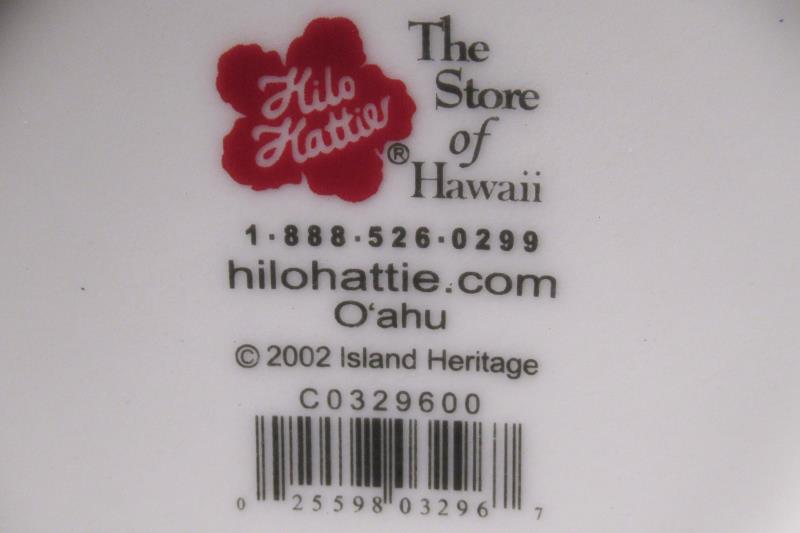 Hilo
Hattie®
The
Store
of
Hawaii
1·888·526·0299
hilohattie.com
O‘ahu
© 2002 Island Heritage
C0329600
0 25598 03296 7